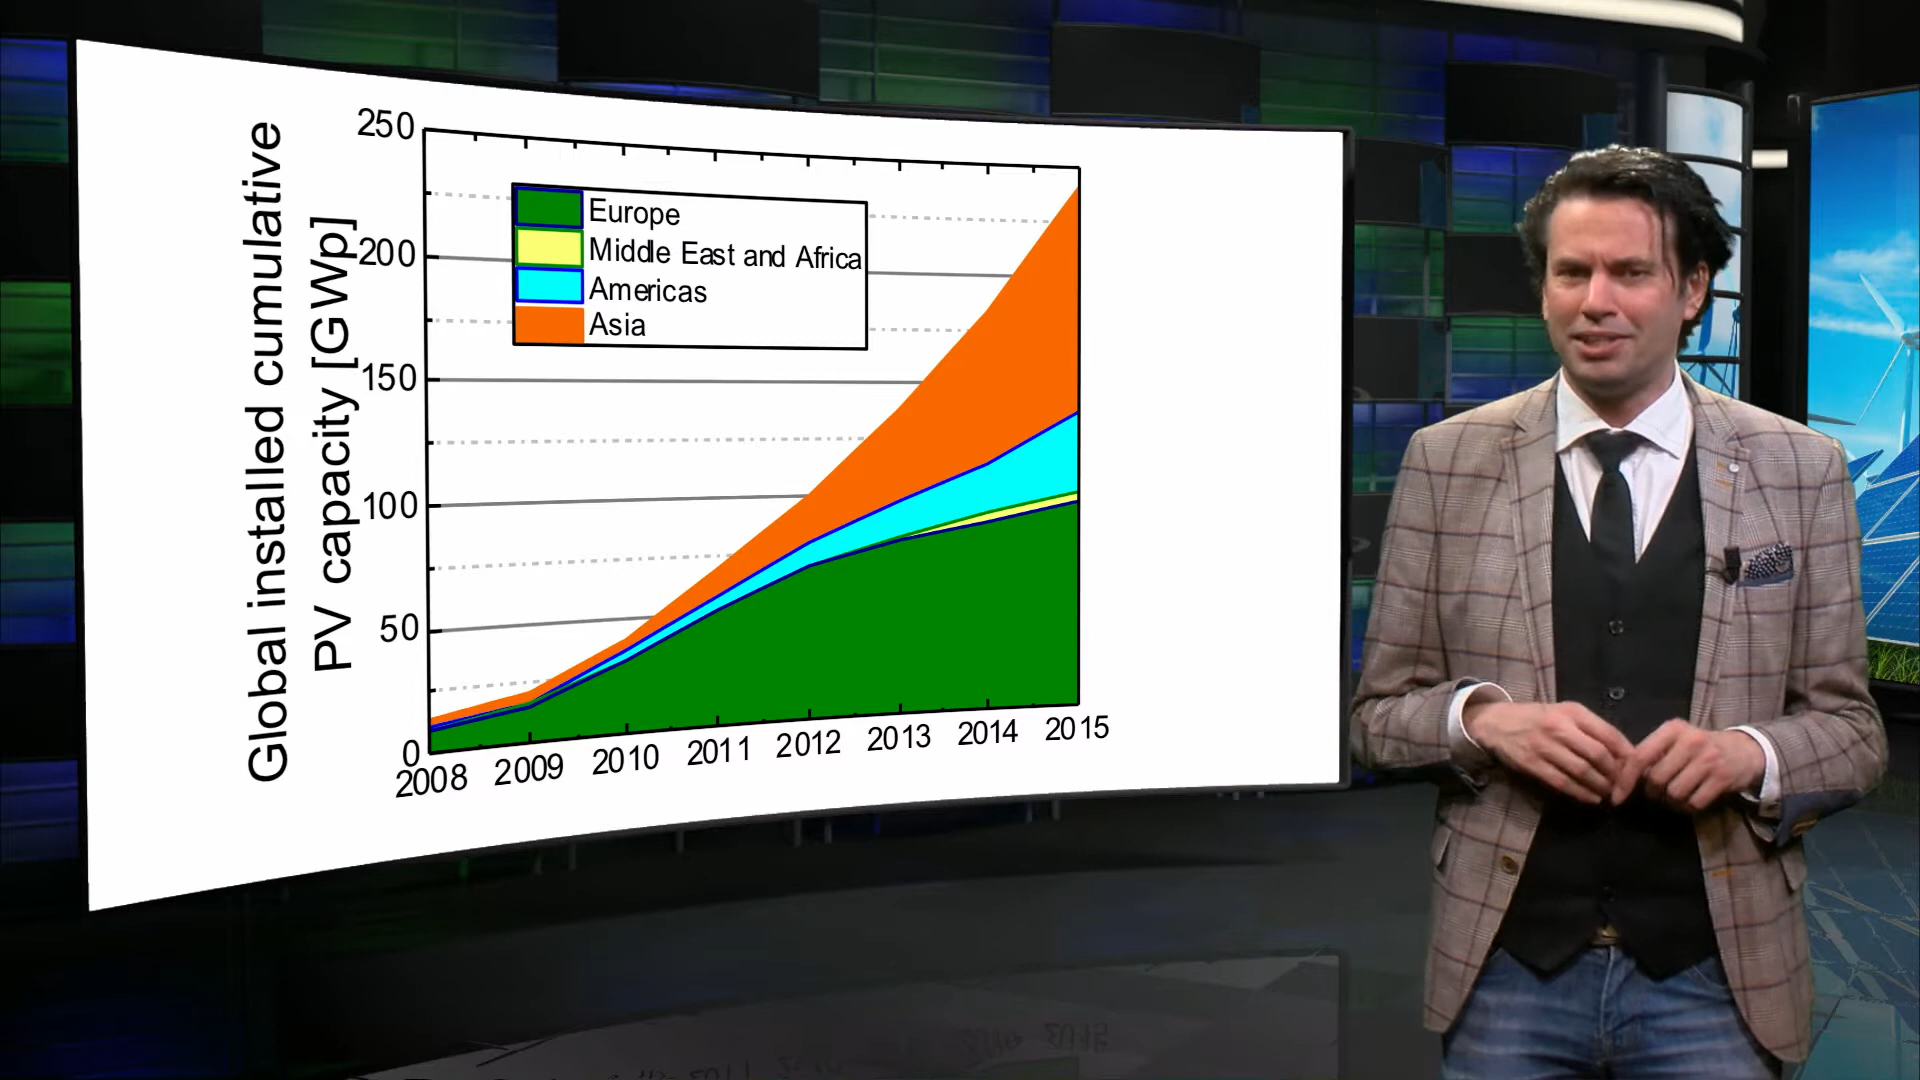 Global installed cumulative
PV capacity [GWp]
250
200
150
100
50
0
Europe
Middle East and Africa
Americas
Asia
2008
2009
2010
2011
2012
2013
2014
2015